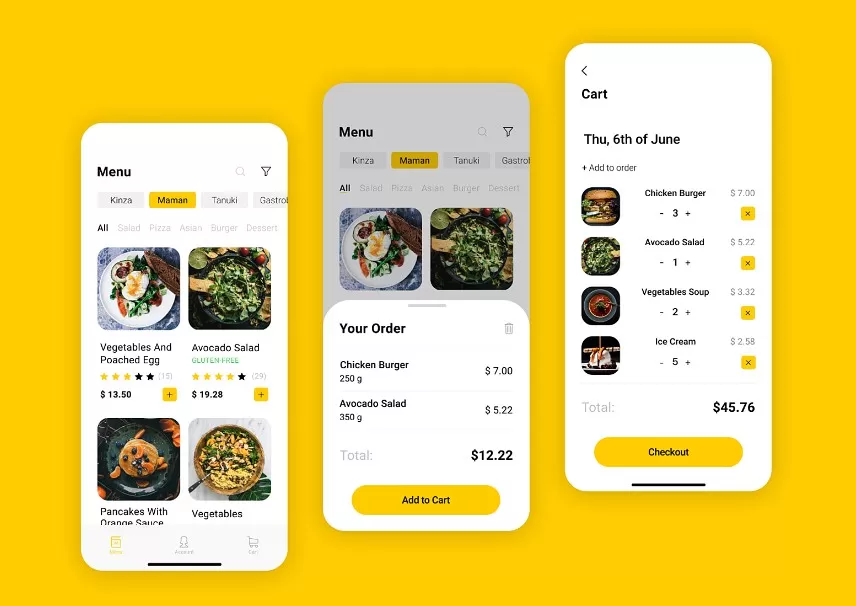 Menu
Kinza Maman Tanuki Gastrob
All Salad Pizza Asian Burger Dessert
Vegetables And
Poached Egg
(15)
$ 13.50 +
Avocado Salad
GLUTEN-FREE
(29)
$ 19.28 +
Pancakes With
Orange Sauce
Vegetables
Menu Account Cart
Menu
Kinza Maman Tanuki Gastrob
All Salad Pizza Asian Burger Dessert
Your Order
Chicken Burger
250 g
$ 7.00
Avocado Salad
350 g
$ 5.22
Total: $12.22
Add to Cart
Cart
Thu, 6th of June
+ Add to order
Chicken Burger $ 7.00
- 3 + ×
Avocado Salad $ 5.22
- 1 + ×
Vegetables Soup $ 3.32
- 2 + ×
Ice Cream $ 2.58
- 5 + ×
Total: $45.76
Checkout